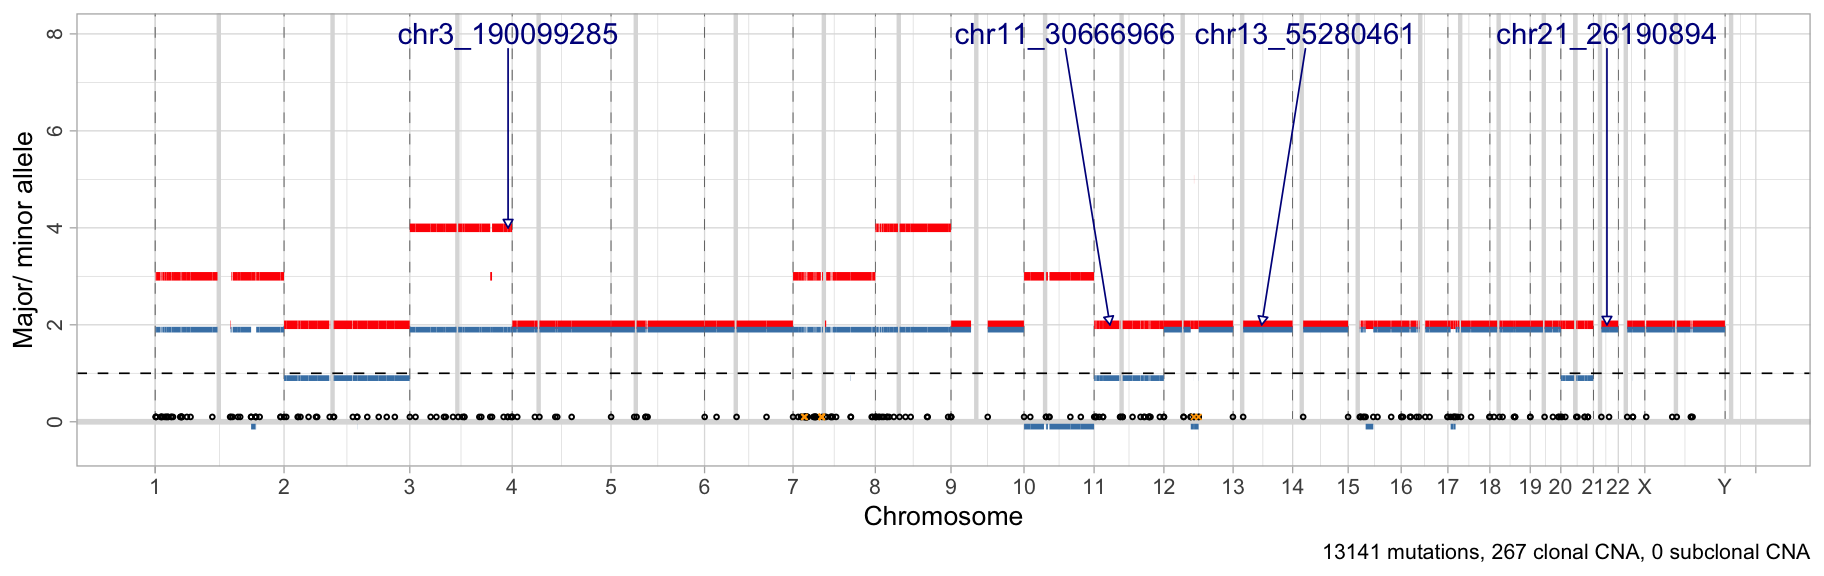 chr3_190099285 chr11_30666966 chr13_55280461 chr21_26190894
8
6
4
2
0
Major/ minor allele
1 2 3 4 5 6 7 8 9 10 11 12 13 14 15 16 17 18 19 20 21 22 X Y
Chromosome
13141 mutations, 267 clonal CNA, 0 subclonal CNA